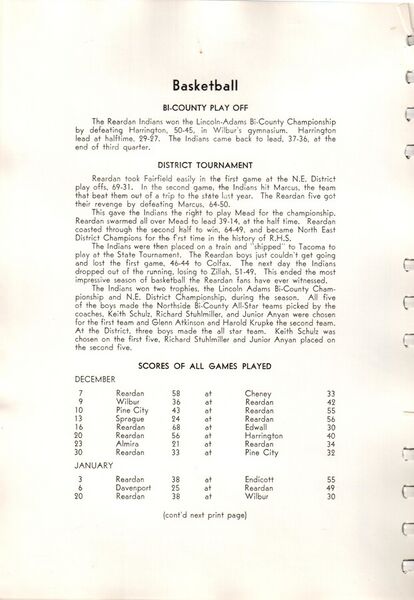 Basketball
BI-COUNTY PLAY OFF
The Reardan Indians won the Lincoln-Adams Bi-County Championship
by defeating Harrington, 50-45, in Wilbur's gymnasium. Harrington
lead at halftime, 29-27. The Indians came back to lead, 37-36, at the
end of third quarter.
DISTRICT TOURNAMENT
Reardan took Fairfield easily in the first game at the N.E. District
play offs, 69-31. In the second game, the Indians hit Marcus, the team
that beat them out of a trip to the state last year. The Reardan five got
their revenge by defeating Marcus, 64-50.
This gave the Indians the right to play Mead for the championship.
Reardan swarmed all over Mead to lead 39-14, at the half time. Reardan
coasted through the second half to win, 64-49, and became North East
District Champions for the first time in the history of R.H.S.
The Indians were then placed on a train and "shipped" to Tacoma to
play at the State Tournament. The Reardan boys just couldn't get going
and lost the first game, 46-44 to Colfax. The next day the Indians
dropped out of the running, losing to Zillah, 51-49. This ended the most
impressive season of basketball the Reardan fans have ever witnessed.
The Indians won two trophies, the Lincoln Adams Bi-County Cham-
pionship and N.E. District Championship, during the season. All five
of the boys made the Northside Bi-County All-Star teams picked by the
coaches, Keith Schulz, Richard Stuhlmiller, and Junior Anyan were chosen
for the first team and Glenn Atkinson and Harold Krupke the second team.
At the District, three boys made the all star team. Keith Schulz was
chosen on the first five, Richard Stuhlmiller and Junior Anyan placed on
the second five.
SCORES OF ALL GAMES PLAYED
DECEMBER
7 Reardan 58 at Cheney 33
9 Wilbur 36 at Reardan 42
10 Pine City 43 at Reardan 55
13 Sprague 24 at Reardan 56
16 Reardan 68 at Edwall 30
20 Reardan 56 at Harrington 40
23 Almira 21 at Reardan 34
30 Reardan 33 at Pine City 32
JANUARY
3 Reardan 38 at Endicott 55
6 Davenport 25 at Reardan 49
20 Reardan 38 at Wilbur 30
(cont'd next print page)